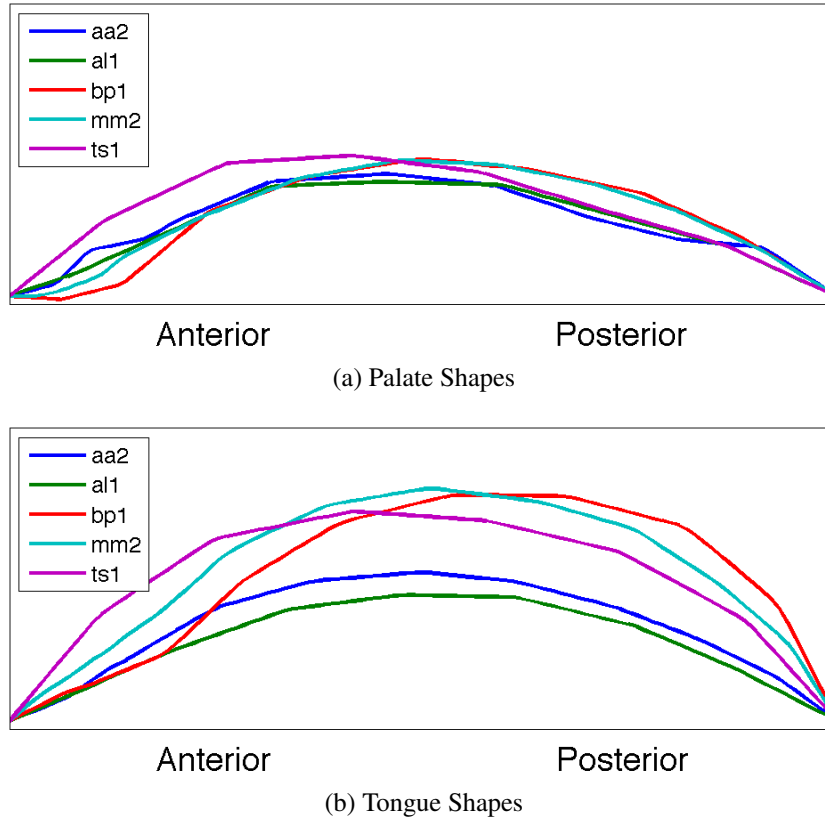 aa2
al1
bp1
mm2
ts1
Anterior Posterior
(a) Palate Shapes
aa2
al1
bp1
mm2
ts1
Anterior Posterior
(b) Tongue Shapes